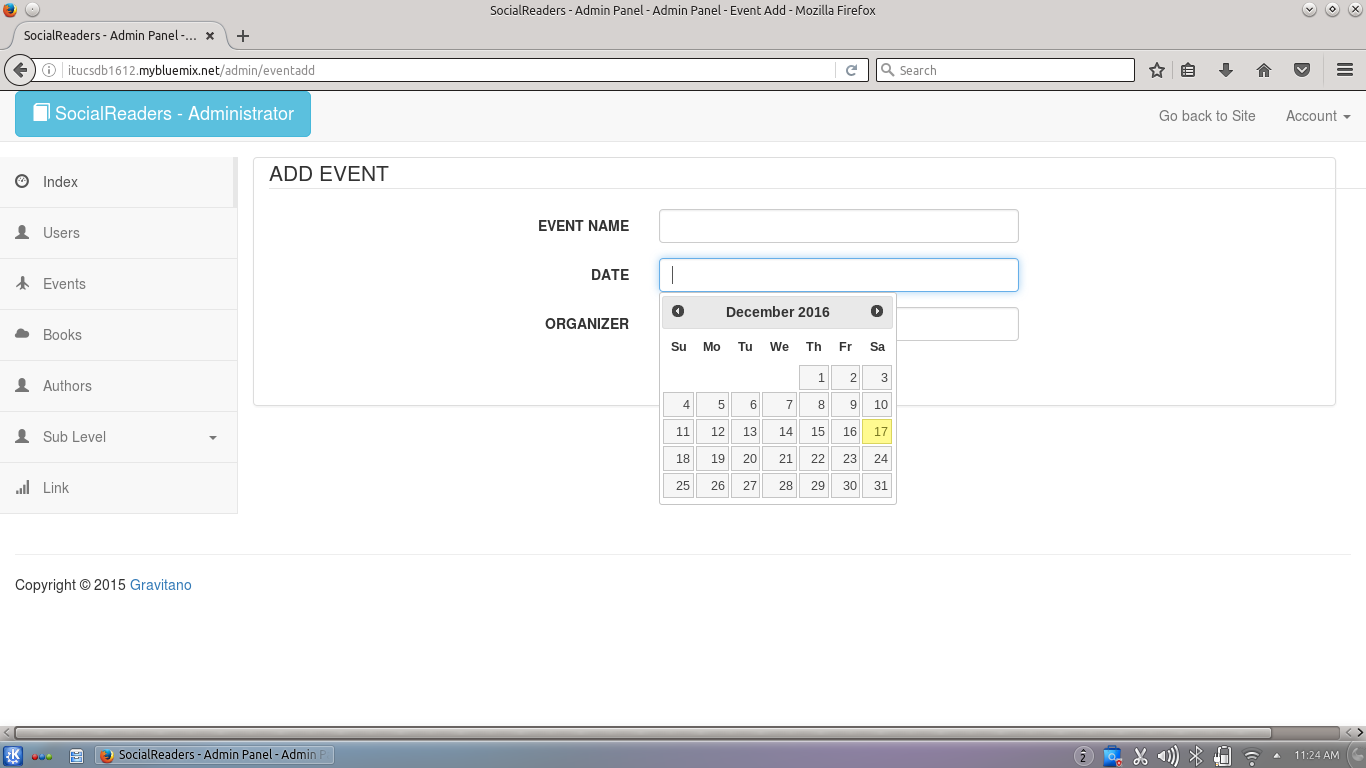 SocialReaders - Admin Panel - Admin Panel - Event Add - Mozilla Firefox
SocialReaders - Admin Panel -...
itucsdb1612.mybluemix.net/admin/eventadd
Search
SocialReaders - Administrator
Go back to Site
Account
Index
Users
Events
Books
Authors
Sub Level
Link
ADD EVENT
EVENT NAME
DATE
ORGANIZER
December 2016
Su Mo Tu We Th Fr Sa
1 2 3
4 5 6 7 8 9 10
11 12 13 14 15 16 17
18 19 20 21 22 23 24
25 26 27 28 29 30 31
Copyright © 2015 Gravitano
SocialReaders - Admin Panel - Admin P
2
11:24 AM